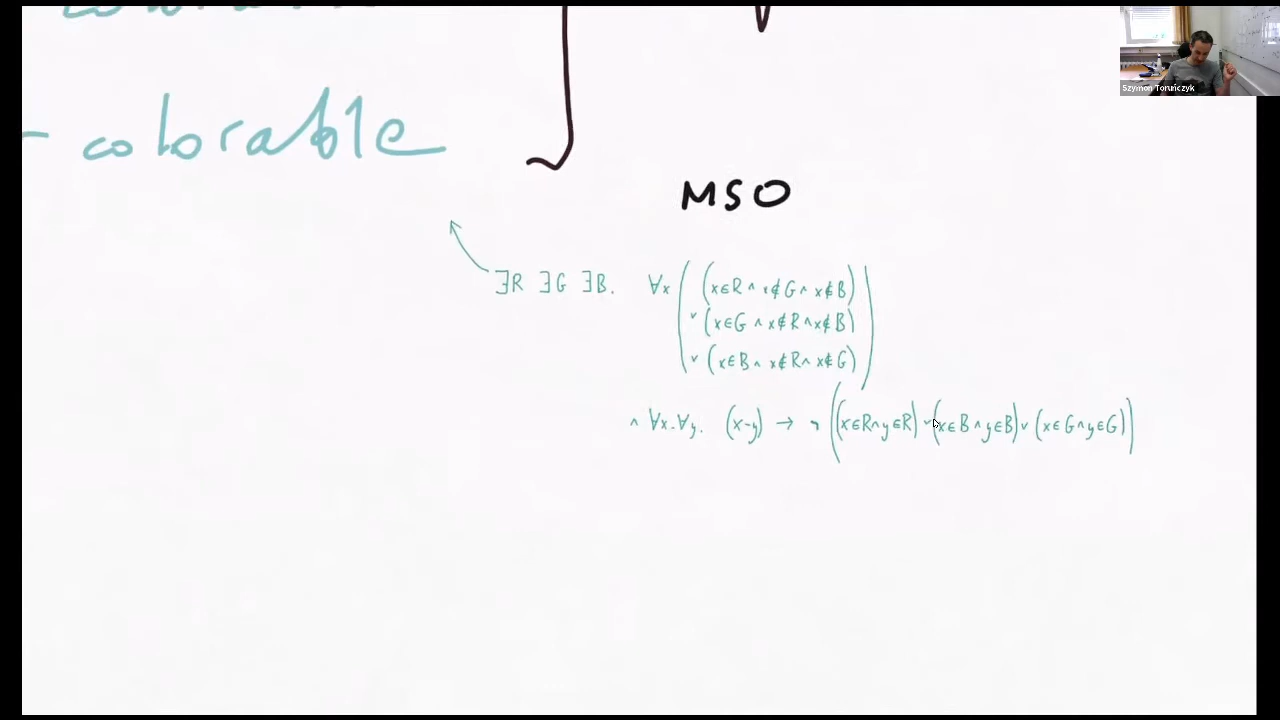 Szymon Toruńczyk
- colorable
MSO
∃R ∃G ∃B. ∀x ( (x∈R ∧ x∉G ∧ x∉B)
∨ (x∈G ∧ x∉R ∧ x∉B)
∨ (x∈B ∧ x∉R ∧ x∉G) )
∧ ∀x.∀y. (x-y) → ¬ ((x∈R∧y∈R) ∨ (x∈B∧y∈B) ∨ (x∈G∧y∈G))